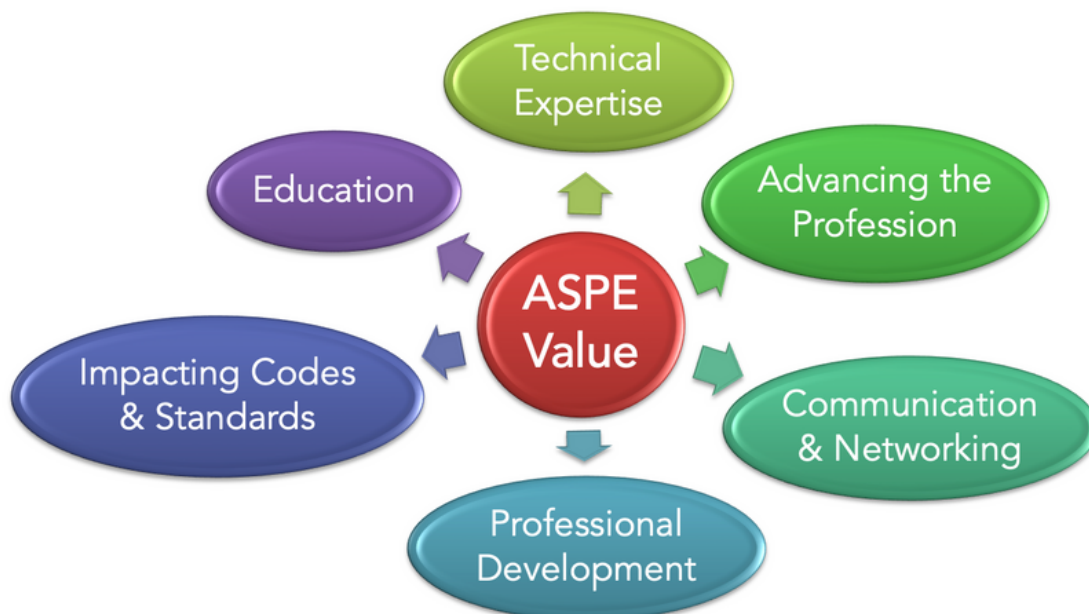 Technical
Expertise
Education
Advancing the
Profession
ASPE
Value
Impacting Codes
& Standards
Communication
& Networking
Professional
Development